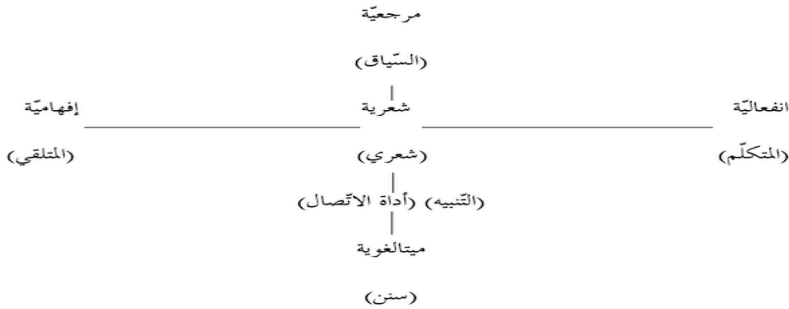 مرجعيّة
(السّياق)
انفعاليّة شعرية إفهاميّة
(المتكلّم) (شعري) (المتلقي)
(التّنبيه) (أداة الاتّصال)
ميتالغوية
(سنن)